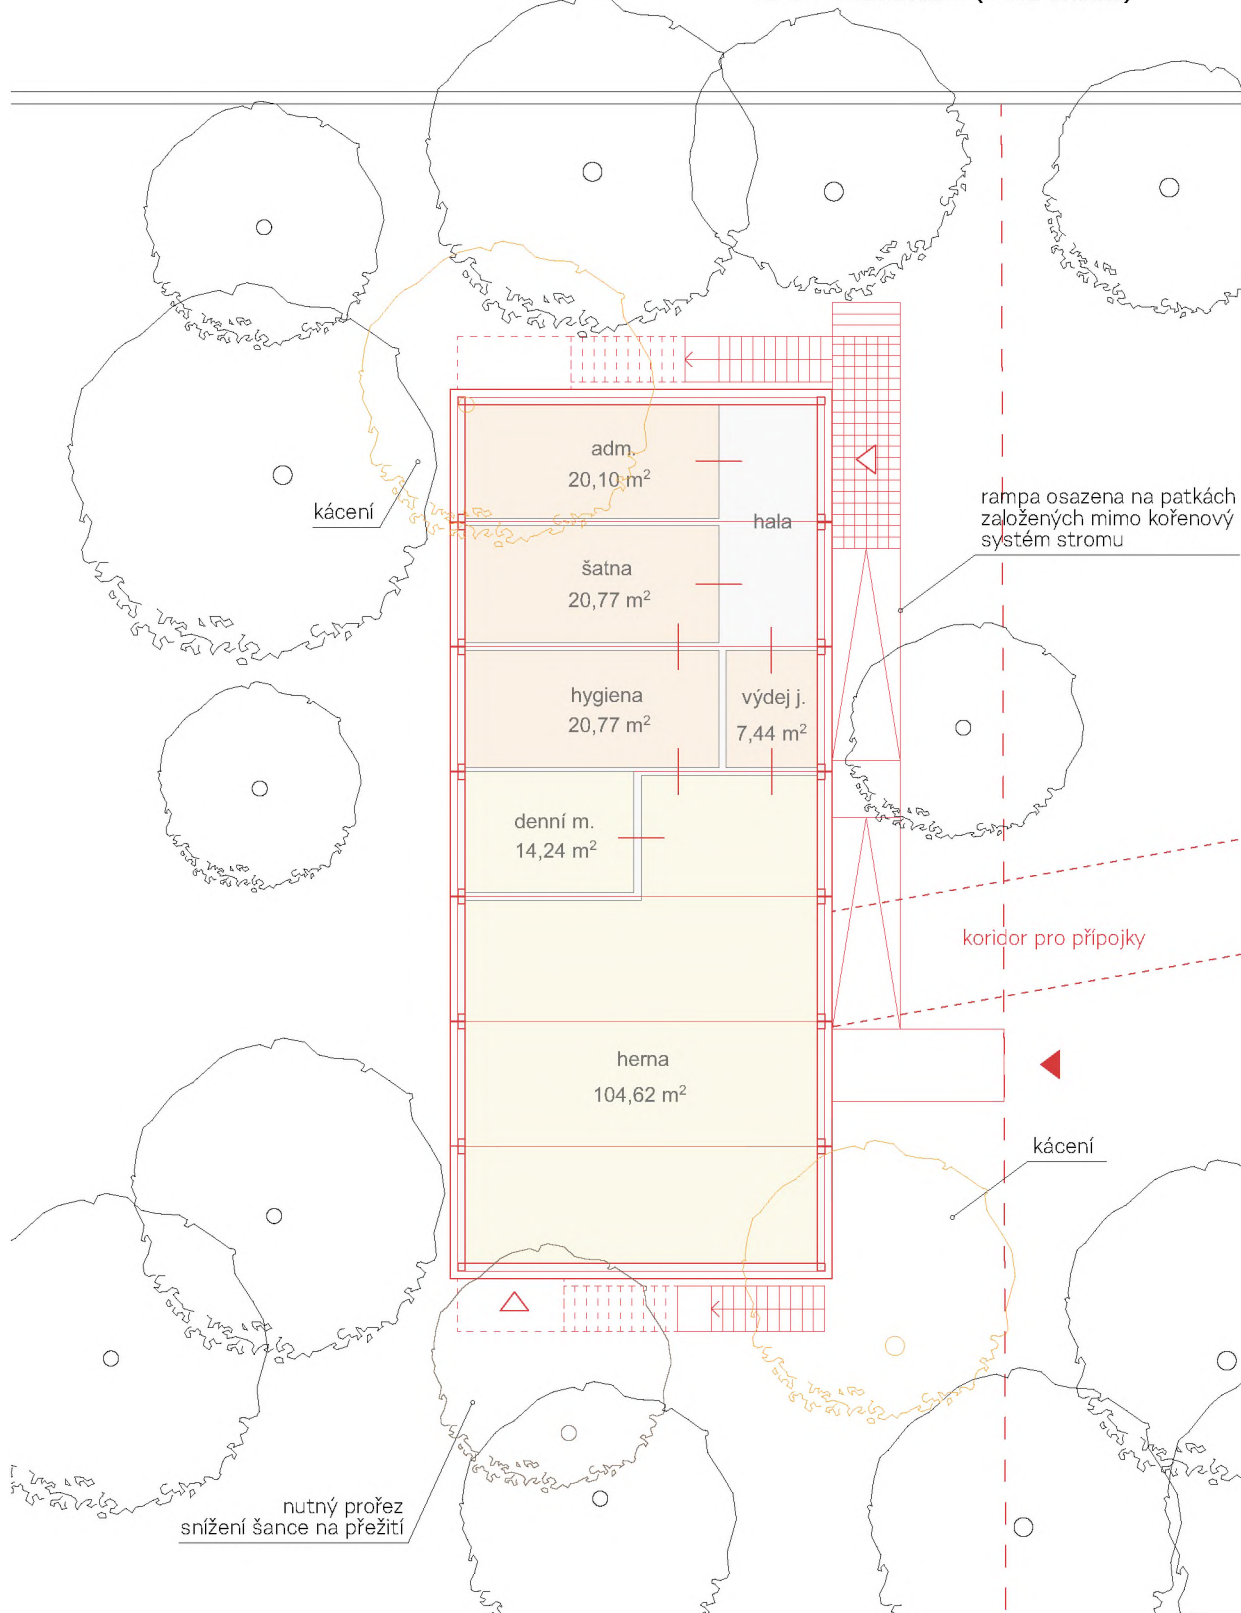 adm.
20,10 m²
hala
kácení
rampa osazena na patkách
založených mimo kořenový
systém stromu
šatna
20,77 m²
hygiena
20,77 m²
výdej j.
7,44 m²
denní m.
14,24 m²
koridor pro přípojky
herna
104,62 m²
kácení
nutný prořez
snížení šance na přežití